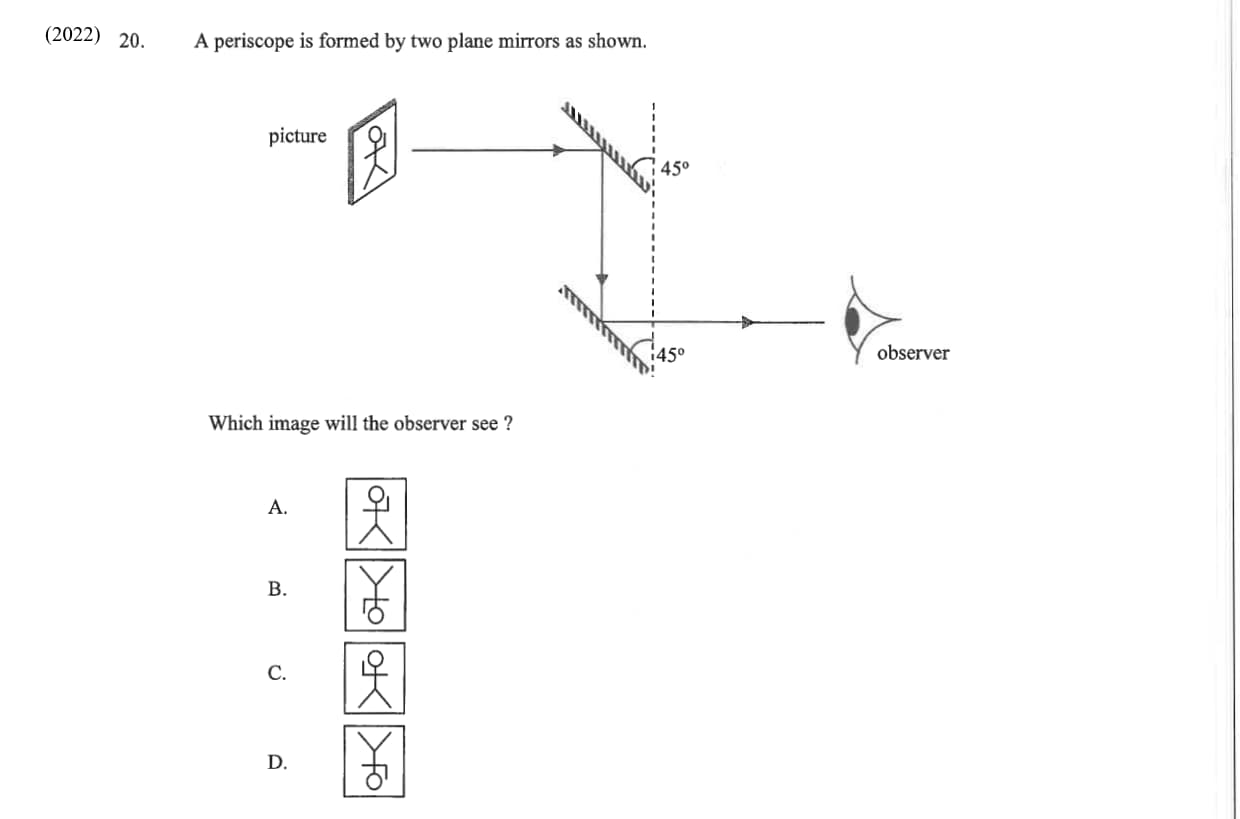 (2022) 20. A periscope is formed by two plane mirrors as shown.
picture
45°
45°
observer
Which image will the observer see ?
A.
B.
C.
D.